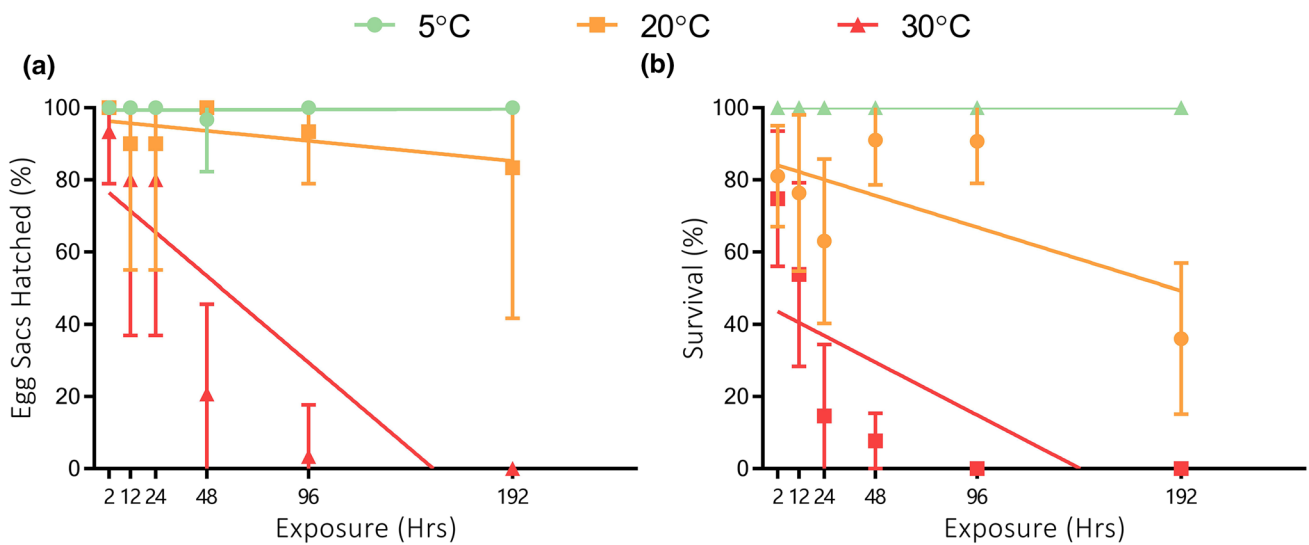 5°C 20°C 30°C
(a) (b)
Egg Sacs Hatched (%)
100
80
60
40
20
0
2 12 24 48 96 192
Exposure (Hrs)
Survival (%)
100
80
60
40
20
0
2 12 24 48 96 192
Exposure (Hrs)